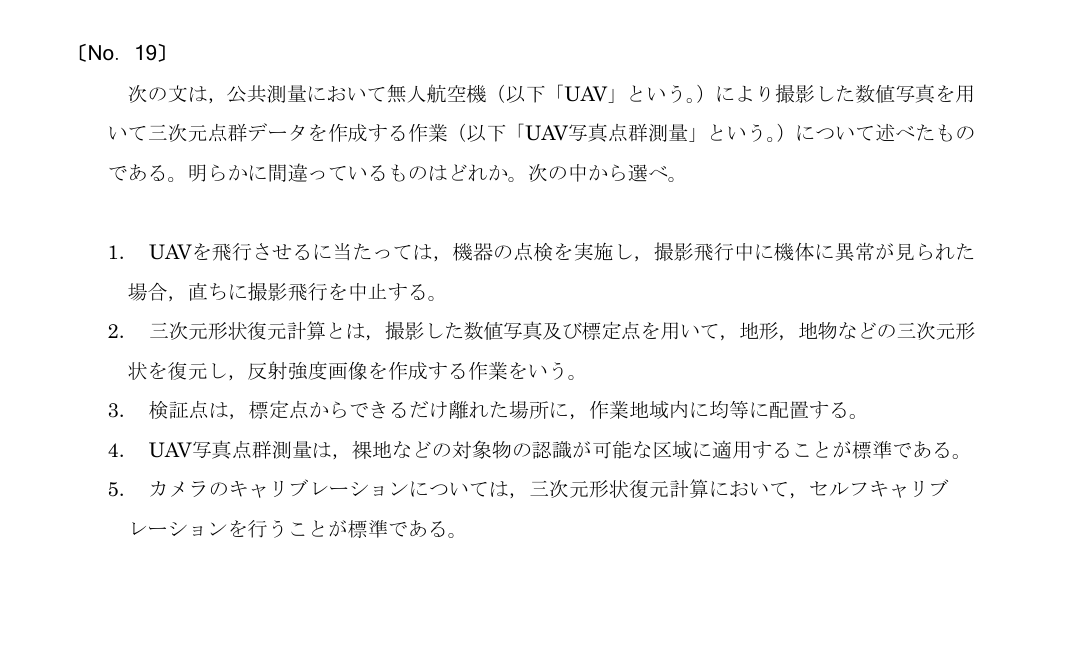 〔No. 19〕
次の文は，公共測量において無人航空機（以下「UAV」という。）により撮影した数値写真を用
いて三次元点群データを作成する作業（以下「UAV写真点群測量」という。）について述べたもの
である。明らかに間違っているものはどれか。次の中から選べ。
1. UAVを飛行させるに当たっては，機器の点検を実施し，撮影飛行中に機体に異常が見られた
場合，直ちに撮影飛行を中止する。
2. 三次元形状復元計算とは，撮影した数値写真及び標定点を用いて，地形，地物などの三次元形
状を復元し，反射強度画像を作成する作業をいう。
3. 検証点は，標定点からできるだけ離れた場所に，作業地域内に均等に配置する。
4. UAV写真点群測量は，裸地などの対象物の認識が可能な区域に適用することが標準である。
5. カメラのキャリブレーションについては，三次元形状復元計算において，セルフキャリブ
レーションを行うことが標準である。